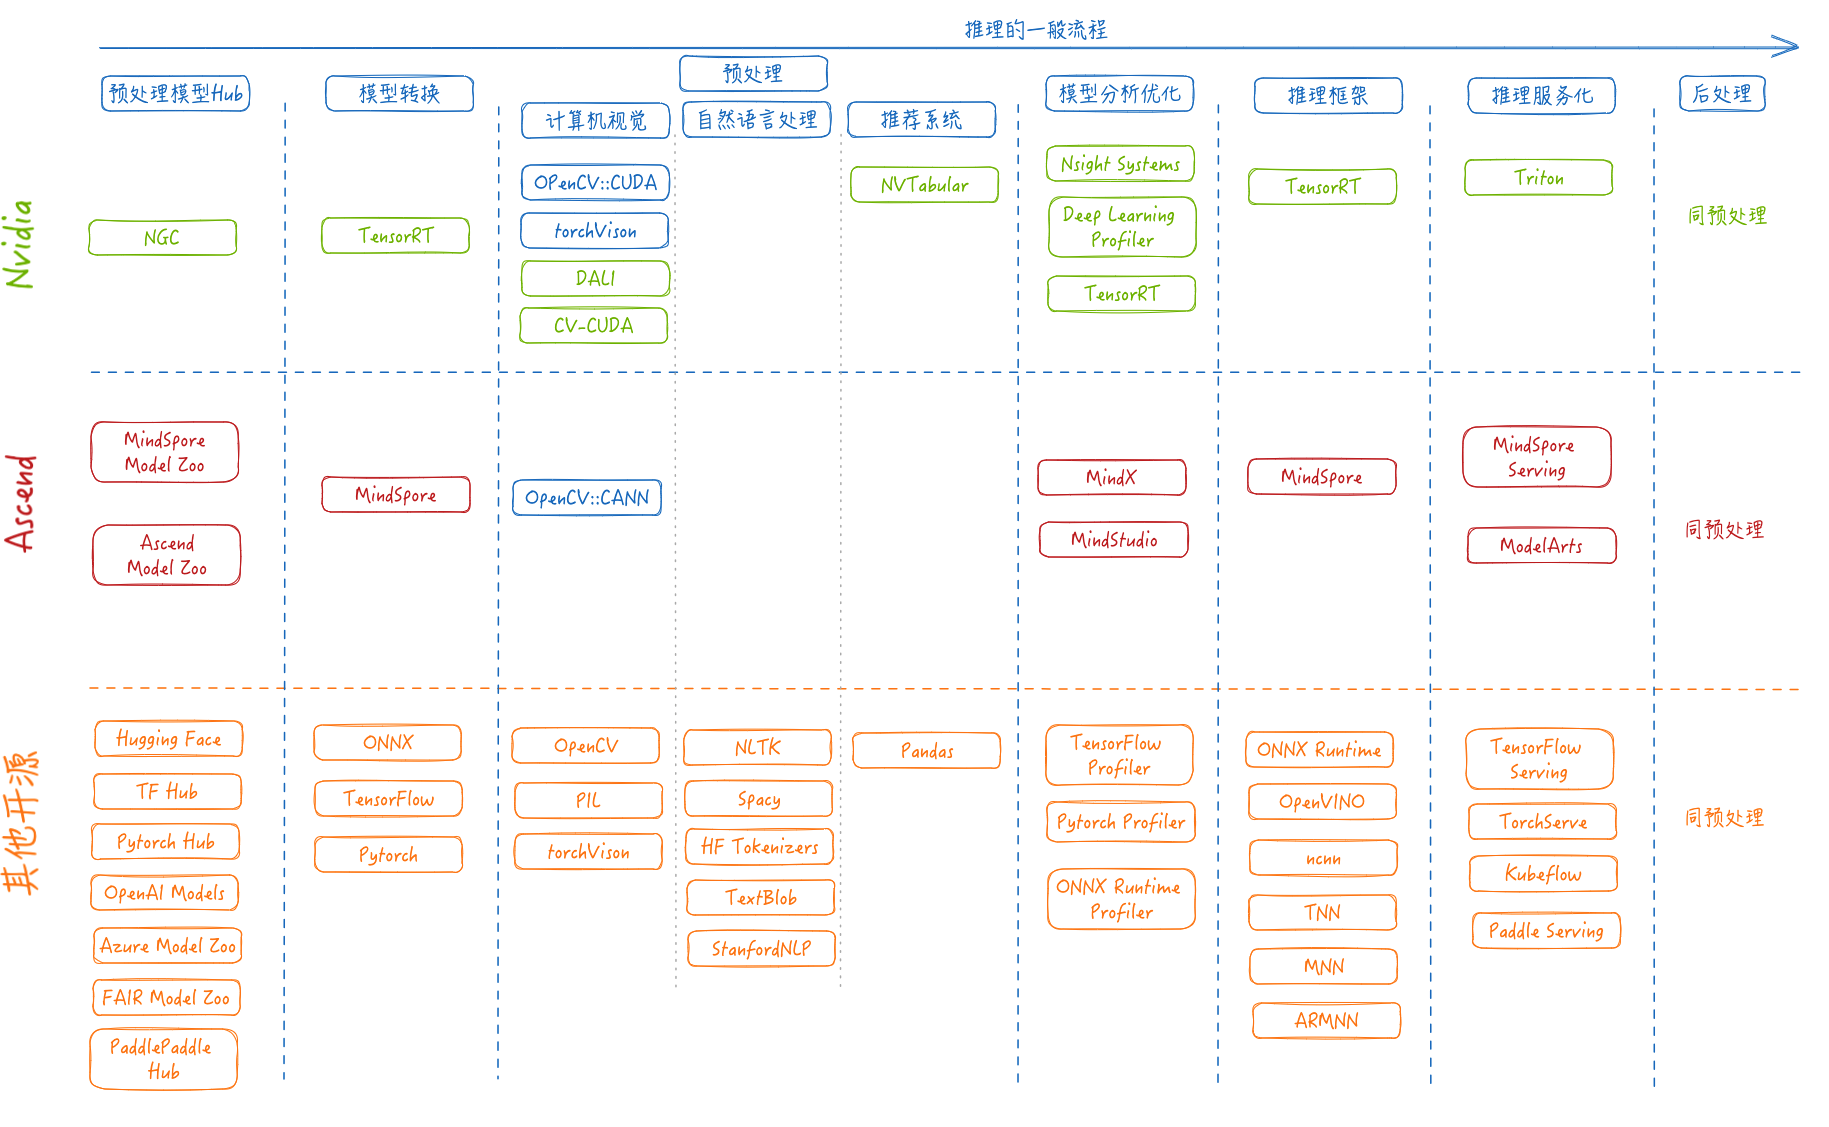 推理的一般流程
预处理模型Hub
模型转换
预处理
计算机视觉
自然语言处理
推荐系统
模型分析优化
推理框架
推理服务化
后处理
Nvidia
NGC
TensorRT
OPenCV::CUDA
torchVison
DALI
CV-CUDA
NVTabular
Nsight Systems
Deep Learning
Profiler
TensorRT
TensorRT
Triton
同预处理
Ascend
MindSpore
Model Zoo
Ascend
Model Zoo
MindSpore
OpenCV::CANN
MindX
MindStudio
MindSpore
MindSpore
Serving
ModelArts
同预处理
其他开源
Hugging Face
TF Hub
Pytorch Hub
OpenAI Models
Azure Model Zoo
FAIR Model Zoo
PaddlePaddle
Hub
ONNX
TensorFlow
Pytorch
OpenCV
PIL
torchVison
NLTK
Spacy
HF Tokenizers
TextBlob
StanfordNLP
Pandas
TensorFlow
Profiler
Pytorch Profiler
ONNX Runtime
Profiler
ONNX Runtime
OpenVINO
ncnn
TNN
MNN
ARMNN
TensorFlow
Serving
TorchServe
Kubeflow
Paddle Serving
同预处理